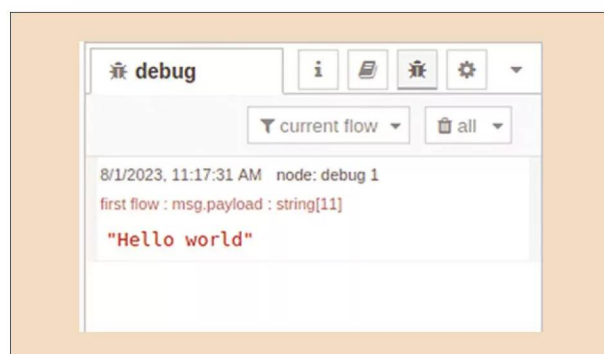 debug i
current flow all
8/1/2023, 11:17:31 AM node: debug 1
first flow : msg.payload : string[11]
"Hello world"